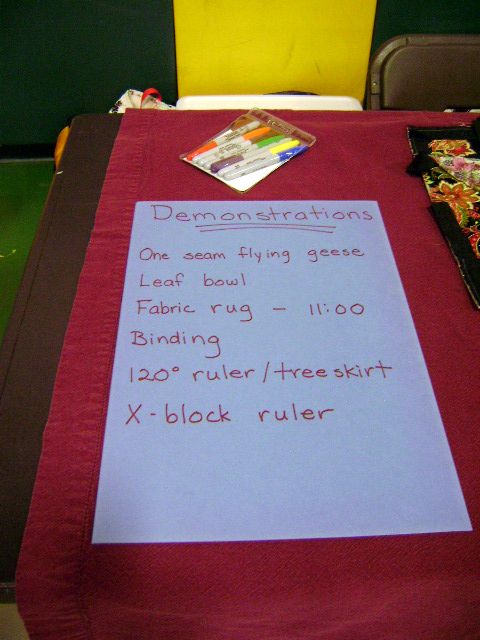 Demonstrations
One seam flying geese
Leaf bowl
Fabric rug - 11:00
Binding
120° ruler/tree skirt
X-block ruler